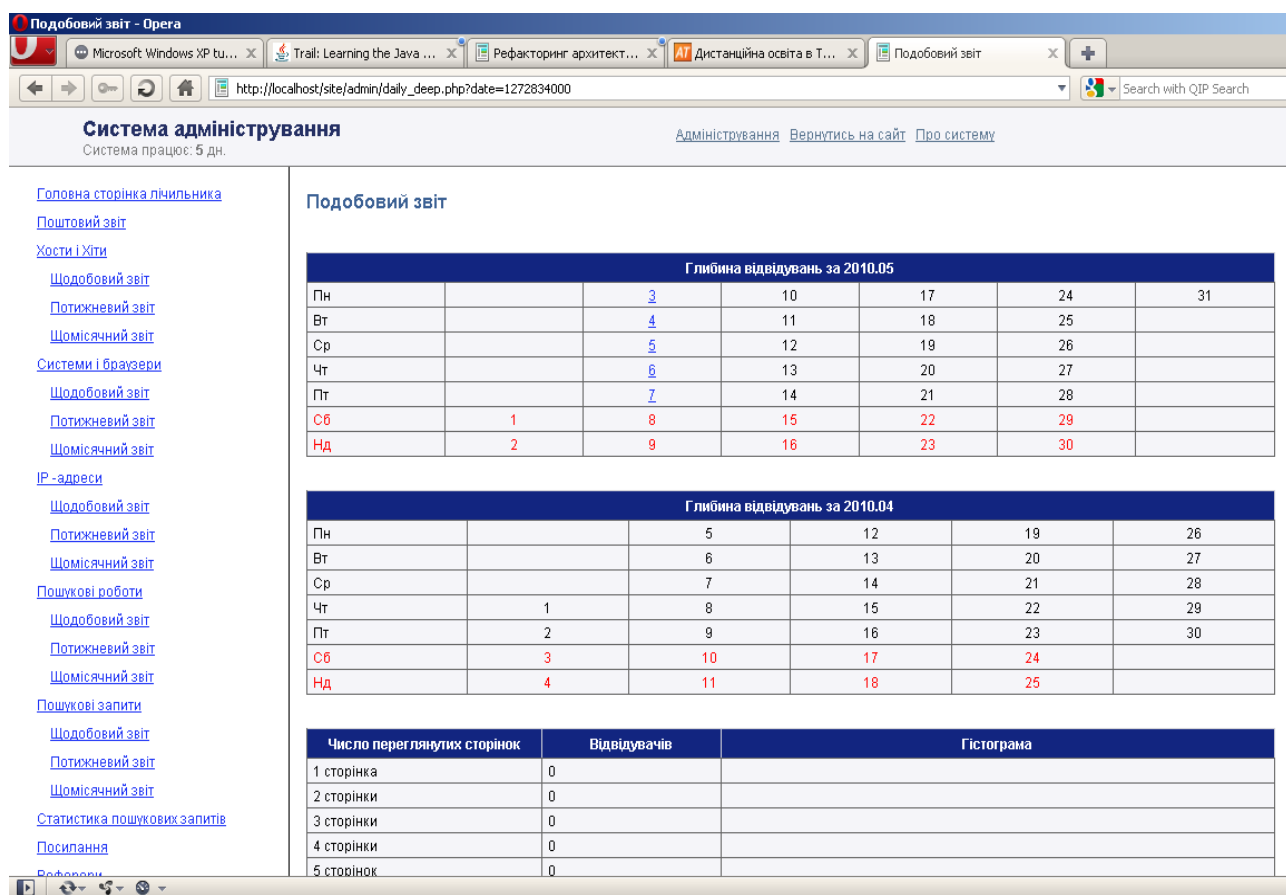 Подобовий звіт - Opera
Microsoft Windows XP tu... Trail: Learning the Java ... Рефакторинг архитект... AT Дистанційна освіта в Т... Подобовий звіт
http://localhost/site/admin/daily_deep.php?date=1272834000 Search with QIP Search
Система адміністрування
Система працює: 5 дн.
Адміністрування Вернутись на сайт Про систему
Головна сторінка лічильника
Поштовий звіт
Хости і Хіти
Щодобовий звіт
Потижневий звіт
Щомісячний звіт
Системи і браузери
Щодобовий звіт
Потижневий звіт
Щомісячний звіт
IP -адреси
Щодобовий звіт
Потижневий звіт
Щомісячний звіт
Пошукові роботи
Щодобовий звіт
Потижневий звіт
Щомісячний звіт
Пошукові запити
Щодобовий звіт
Потижневий звіт
Щомісячний звіт
Статистика пошукових запитів
Посилання
Рефорери
Подобовий звіт
Глибина відвідувань за 2010.05
Пн 3 10 17 24 31
Вт 4 11 18 25
Ср 5 12 19 26
Чт 6 13 20 27
Пт 7 14 21 28
Сб 1 8 15 22 29
Нд 2 9 16 23 30
Глибина відвідувань за 2010.04
Пн 5 12 19 26
Вт 6 13 20 27
Ср 7 14 21 28
Чт 1 8 15 22 29
Пт 2 9 16 23 30
Сб 3 10 17 24
Нд 4 11 18 25
Число переглянутих сторінок Відвідувачів Гістограма
1 сторінка 0
2 сторінки 0
3 сторінки 0
4 сторінки 0
5 сторінок 0